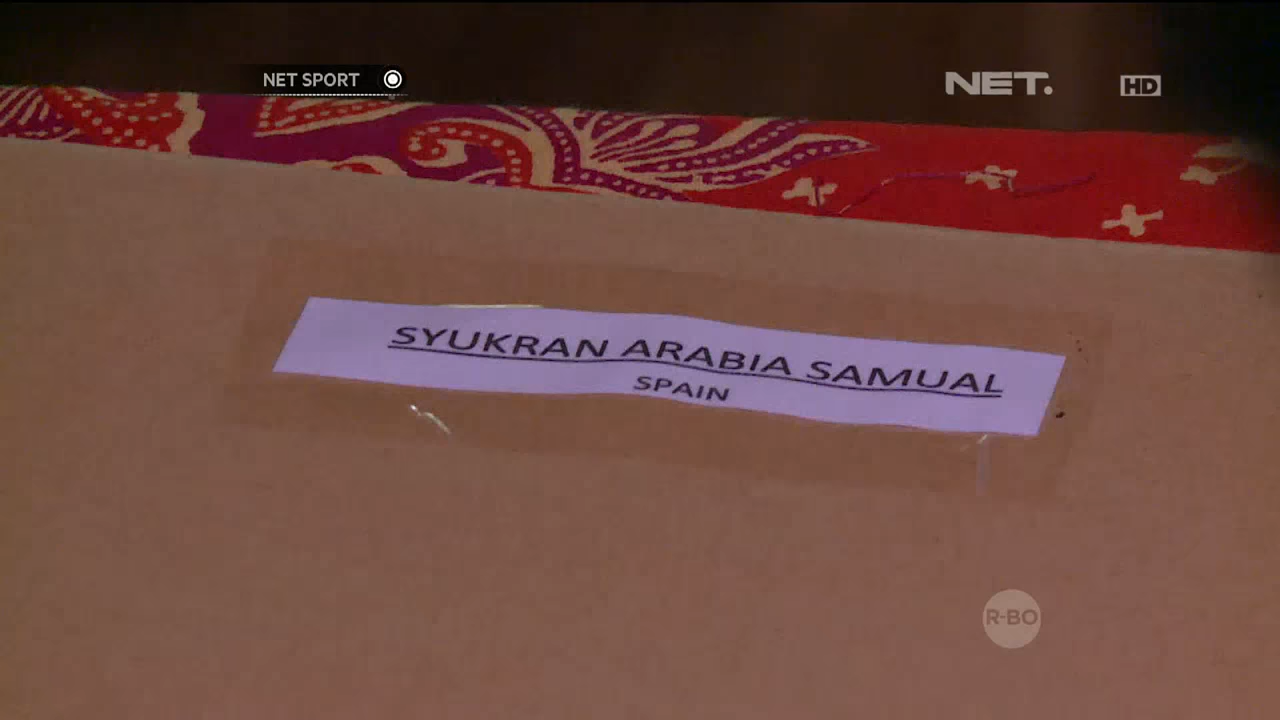 NET SPORT
NET.
HD
SYUKRAN ARABIA SAMUAL
SPAIN
R-BO